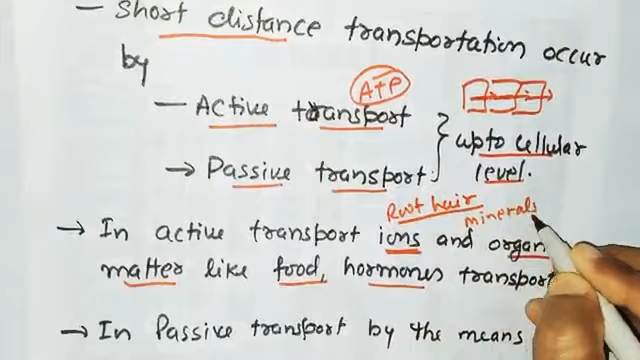 – Short distance transportation occur
by
– Active transport
ATP
→ Passive transport
upto cellular
level.
Root hair
minerals
→ In active transport ions and organ
matter like food, hormones transport
→ In Passive transport by the means